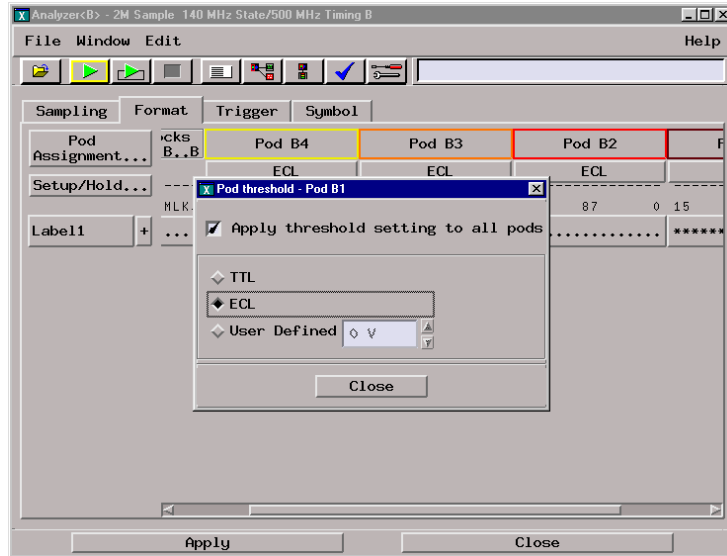 Analyzer<B> - 2M Sample 140 MHz State/500 MHz Timing B
File Window Edit Help
Sampling Format Trigger Symbol
Pod Assignment...
cks B..B
Pod B4 Pod B3 Pod B2
ECL ECL ECL
Setup/Hold...
MLK
87 0 15
Label1 + ... ............. ******
Pod threshold - Pod B1
Apply threshold setting to all pods
TTL
ECL
User Defined 0 V
Close
Apply Close